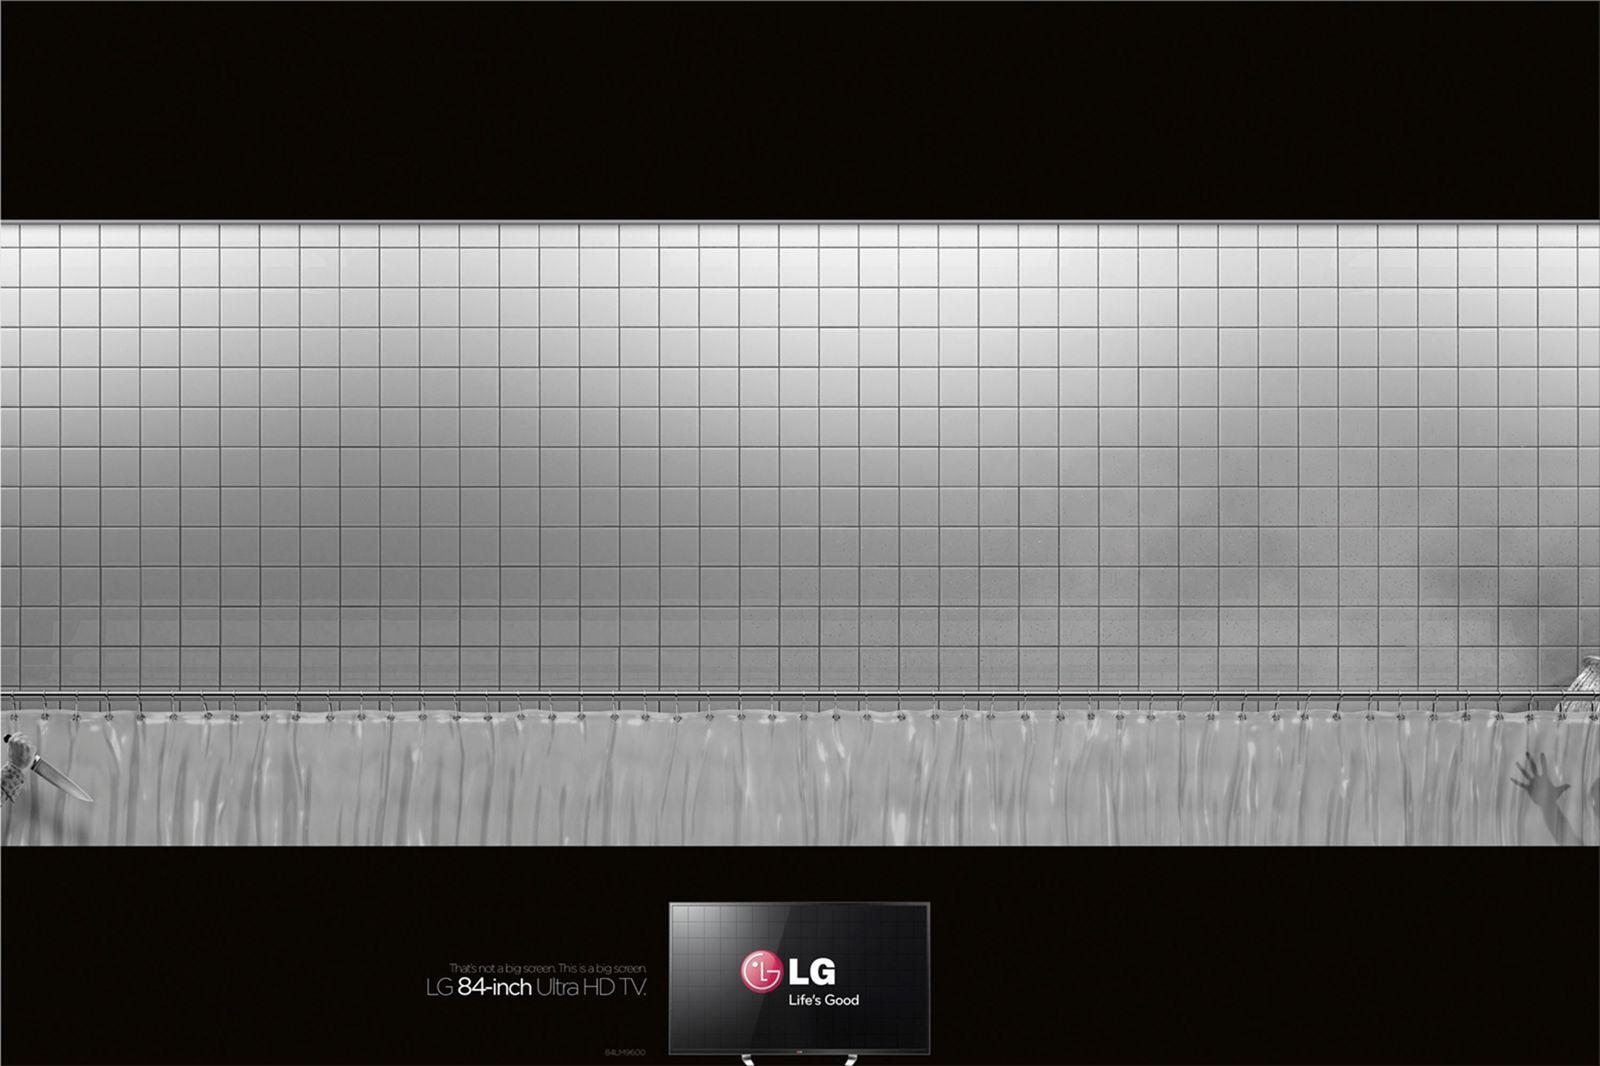 That's not a big screen. This is a big screen.
LG 84-inch Ultra HD TV.
84LM9600
LG
Life's Good